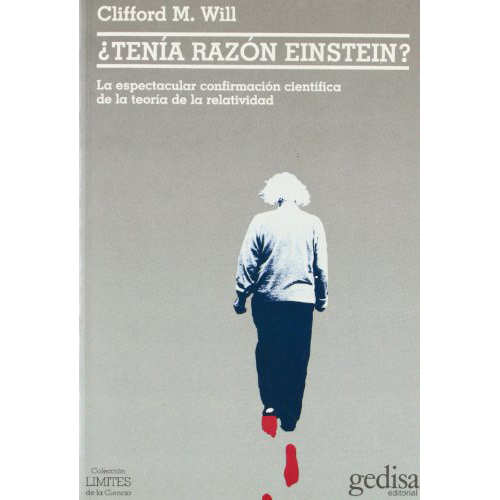 Clifford M. Will
¿TENÍA RAZÓN EINSTEIN?
La espectacular confirmación científica
de la teoría de la relatividad
Colección
LIMITES
de la Ciencia
gedisa
editorial